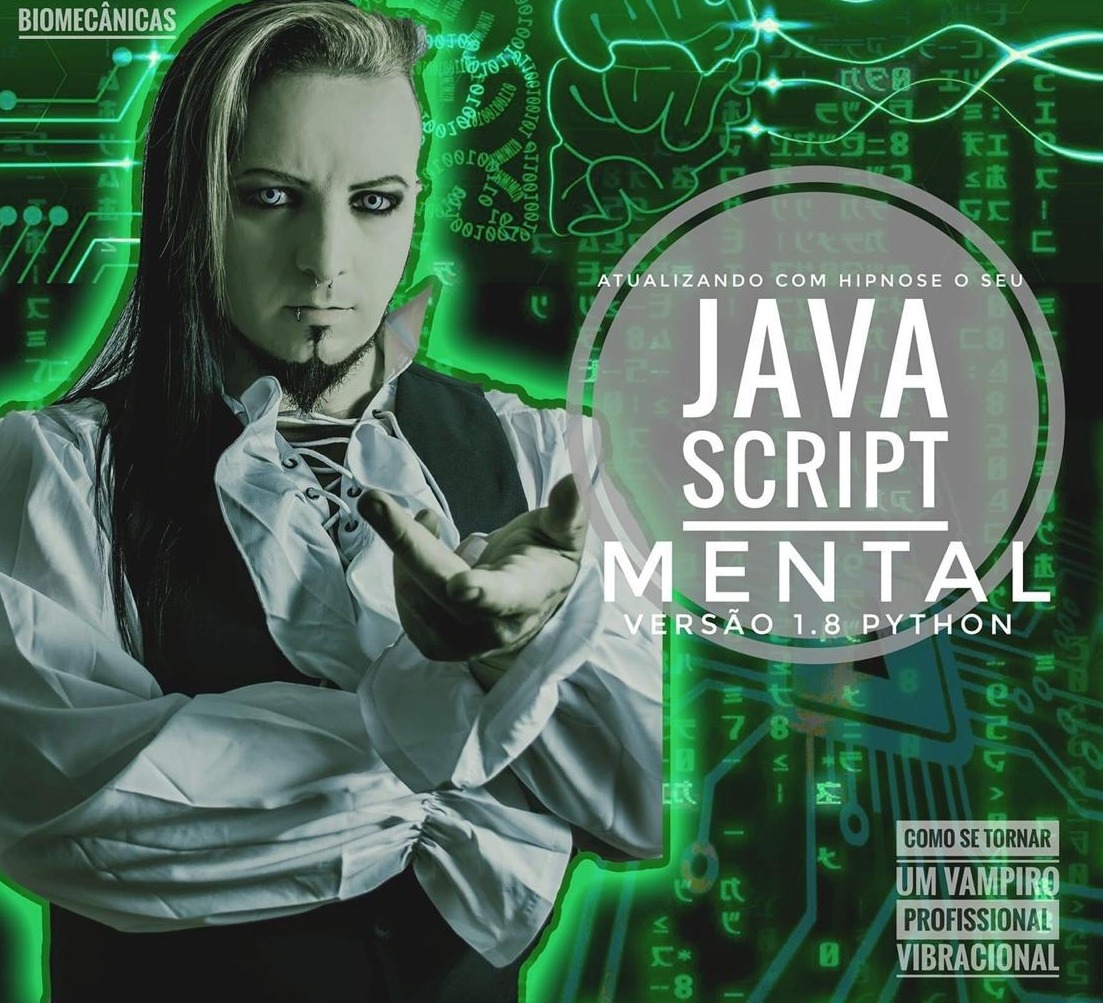 BIOMECÂNICAS
ATUALIZANDO COM HIPNOSE O SEU
JAVA
SCRIPT
MENTAL
VERSÃO 1.8 PYTHON
COMO SE TORNAR
UM VAMPIRO
PROFISSIONAL
VIBRACIONAL